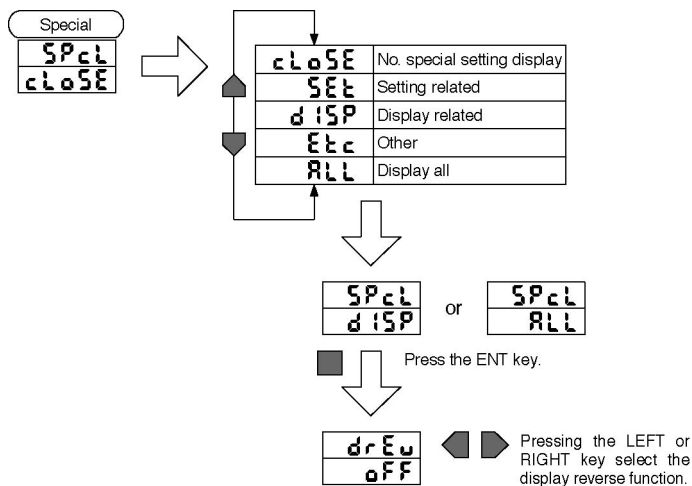 Special
SPcL
cLoSE
cLoSE No. special setting display
SEt Setting related
dISP Display related
Etc Other
ALL Display all
SPcL
dISP
or
SPcL
ALL
Press the ENT key.
drEv
oFF
Pressing the LEFT or
RIGHT key select the
display reverse function.